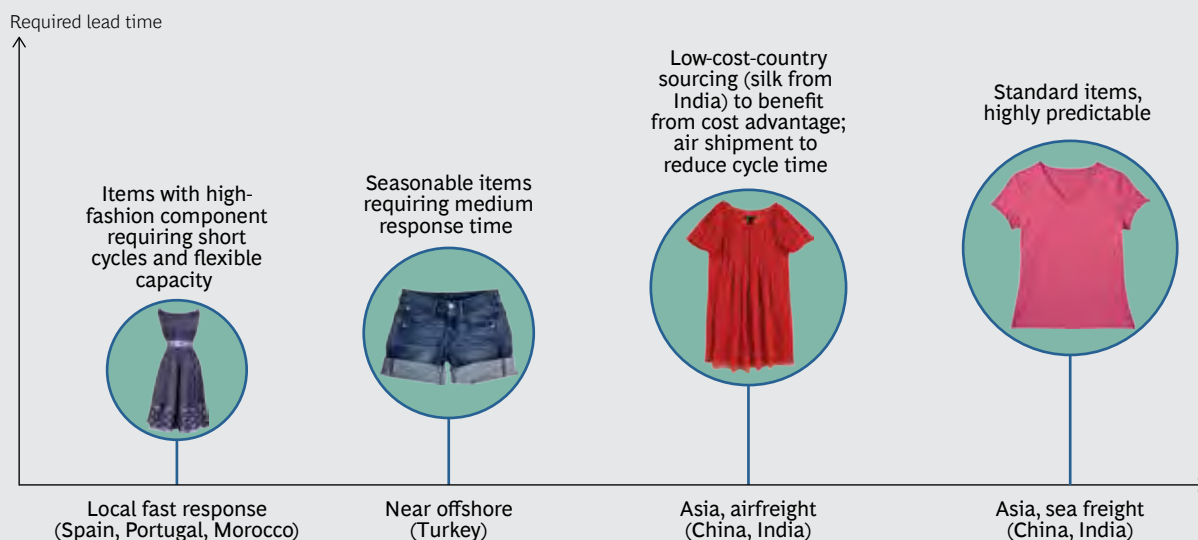 Required lead time
Items with high-
fashion component
requiring short
cycles and flexible
capacity
Seasonable items
requiring medium
response time
Low-cost-country
sourcing (silk from
India) to benefit
from cost advantage;
air shipment to
reduce cycle time
Standard items,
highly predictable
Local fast response
(Spain, Portugal, Morocco)
Near offshore
(Turkey)
Asia, airfreight
(China, India)
Asia, sea freight
(China, India)